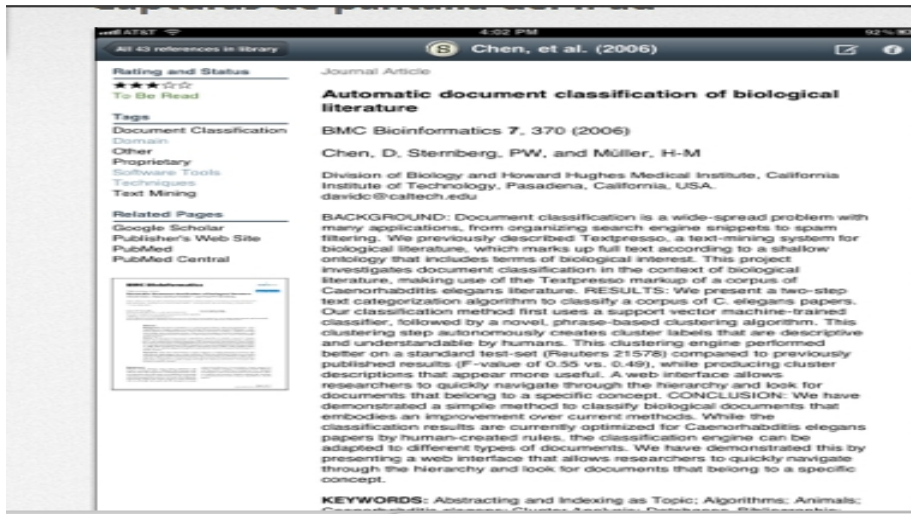 AT&T
4:02 PM
92%
All 43 references in library
S
Chen, et al. (2006)
Rating and Status
★★★☆☆
To Be Read
Tags
Document Classification
Domain
Other
Proprietary
Software Tools
Techniques
Text Mining
Related Pages
Google Scholar
Publisher's Web Site
PubMed
PubMed Central
BMC Bioinformatics
Journal Article
Automatic document classification of biological
literature
BMC Bioinformatics 7, 370 (2006)
Chen, D, Sternberg, PW, and Müller, H-M
Division of Biology and Howard Hughes Medical Institute, California
Institute of Technology, Pasadena, California, USA.
davidc@caltech.edu
BACKGROUND: Document classification is a wide-spread problem with
many applications, from organizing search engine snippets to spam
filtering. We previously described Textpresso, a text-mining system for
biological literature, which marks up full text according to a shallow
ontology that includes terms of biological interest. This project
investigates document classification in the context of biological
literature, making use of the Textpresso markup of a corpus of
Caenorhabditis elegans literature. RESULTS: We present a two-step
text categorization algorithm to classify a corpus of C. elegans papers.
Our classification method first uses a support vector machine-trained
classifier, followed by a novel, phrase-based clustering algorithm. This
clustering step autonomously creates cluster labels that are descriptive
and understandable by humans. This clustering engine performed
better on a standard test-set (Reuters 21578) compared to previously
published results (F-value of 0.55 vs. 0.49), while producing cluster
descriptions that appear more useful. A web interface allows
researchers to quickly navigate through the hierarchy and look for
documents that belong to a specific concept. CONCLUSION: We have
demonstrated a simple method to classify biological documents that
embodies an improvement over current methods. While the
classification results are currently optimized for Caenorhabditis elegans
papers by human-created rules, the classification engine can be
adapted to different types of documents. We have demonstrated this by
presenting a web interface that allows researchers to quickly navigate
through the hierarchy and look for documents that belong to a specific
concept.
KEYWORDS: Abstracting and Indexing as Topic; Algorithms; Animals;